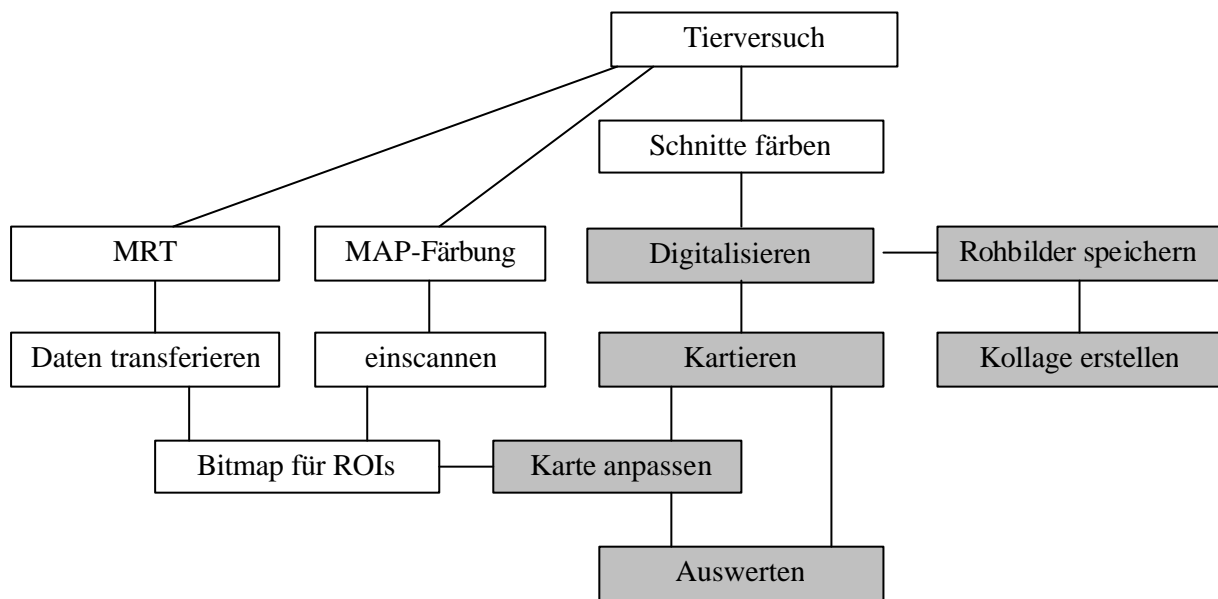 Tierversuch
Schnitte färben
MRT
MAP-Färbung
Digitalisieren
Rohbilder speichern
Daten transferieren
einscannen
Kartieren
Kollage erstellen
Bitmap für ROIs
Karte anpassen
Auswerten